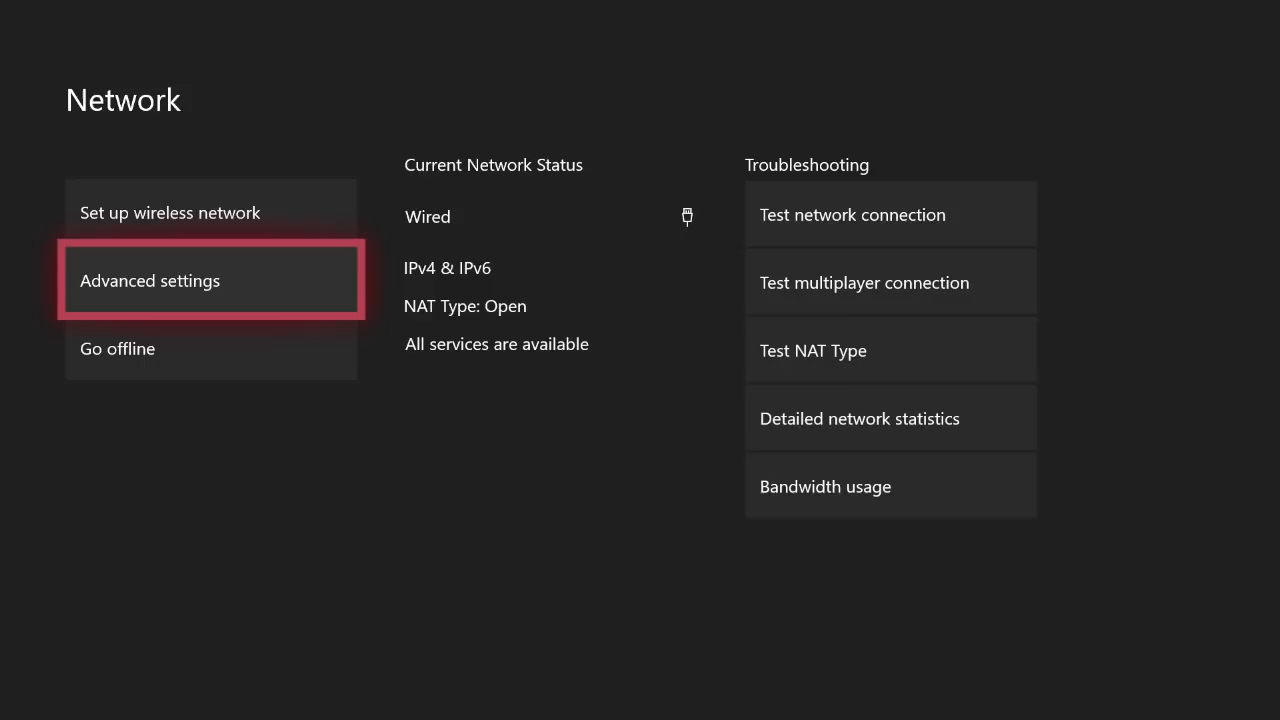 Network
Set up wireless network
Advanced settings
Go offline
Current Network Status
Wired
IPv4 & IPv6
NAT Type: Open
All services are available
Troubleshooting
Test network connection
Test multiplayer connection
Test NAT Type
Detailed network statistics
Bandwidth usage